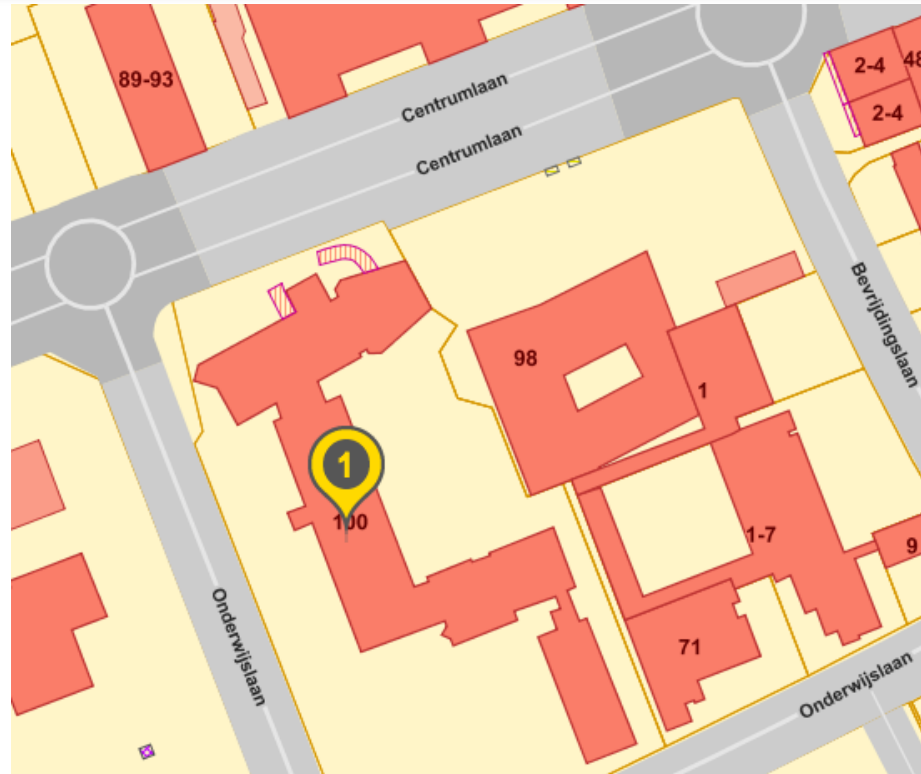 89-93
2-4
48
2-4
Centrumlaan
Centrumlaan
Bevrijdingslaan
98
1
1
100
1-7
9
Onderwijslaan
71
Onderwijslaan